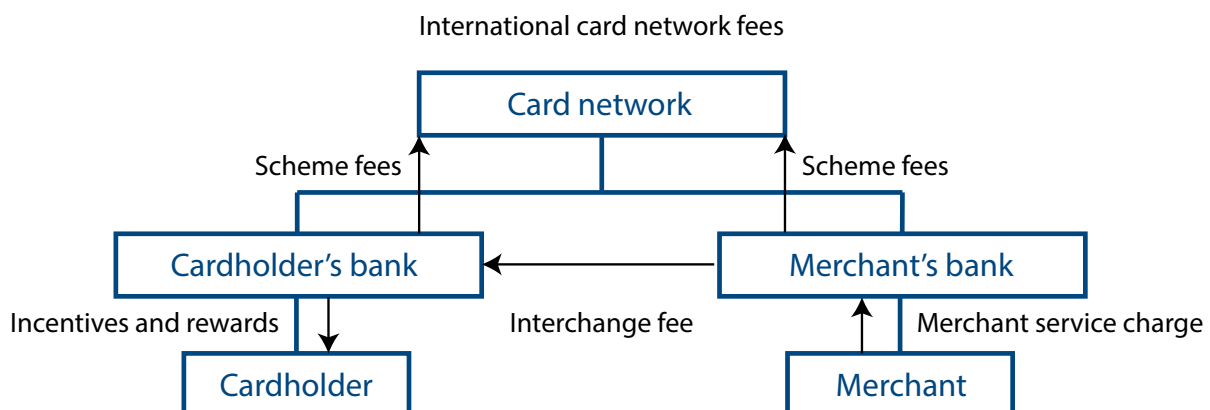 International card network fees
Card network
Scheme fees
Scheme fees
Cardholder’s bank
Merchant’s bank
Incentives and rewards
Interchange fee
Merchant service charge
Cardholder
Merchant